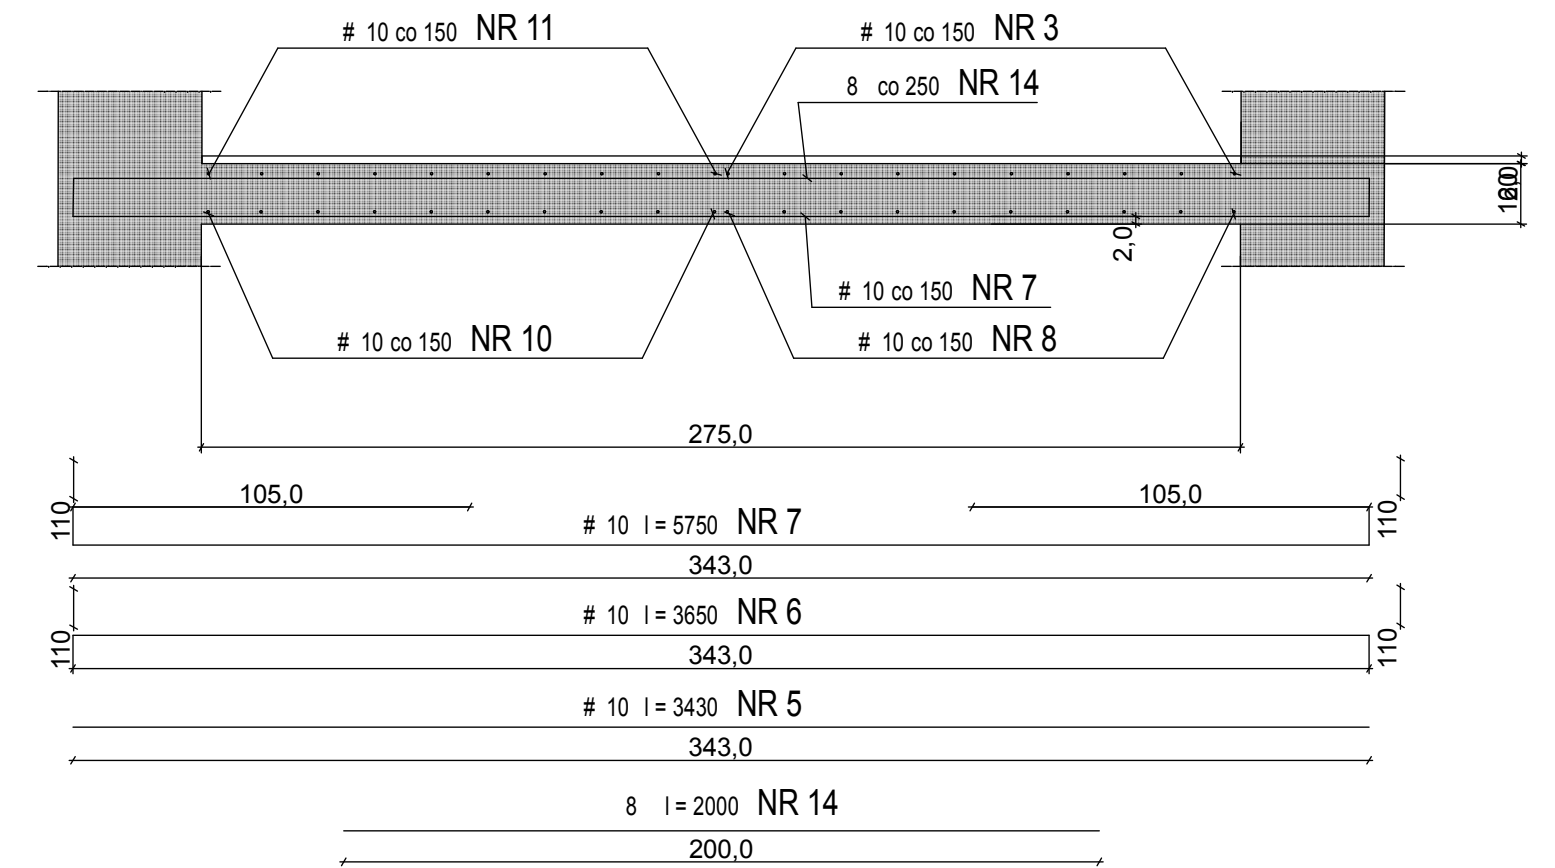 # 10 co 150 NR 11
# 10 co 150 NR 3
8 co 250 NR 14
2,0
# 10 co 150 NR 7
# 10 co 150 NR 10
# 10 co 150 NR 8
275,0
105,0
105,0
110
110
# 10 l = 5750 NR 7
343,0
# 10 l = 3650 NR 6
110
110
343,0
# 10 l = 3430 NR 5
343,0
8 l = 2000 NR 14
200,0